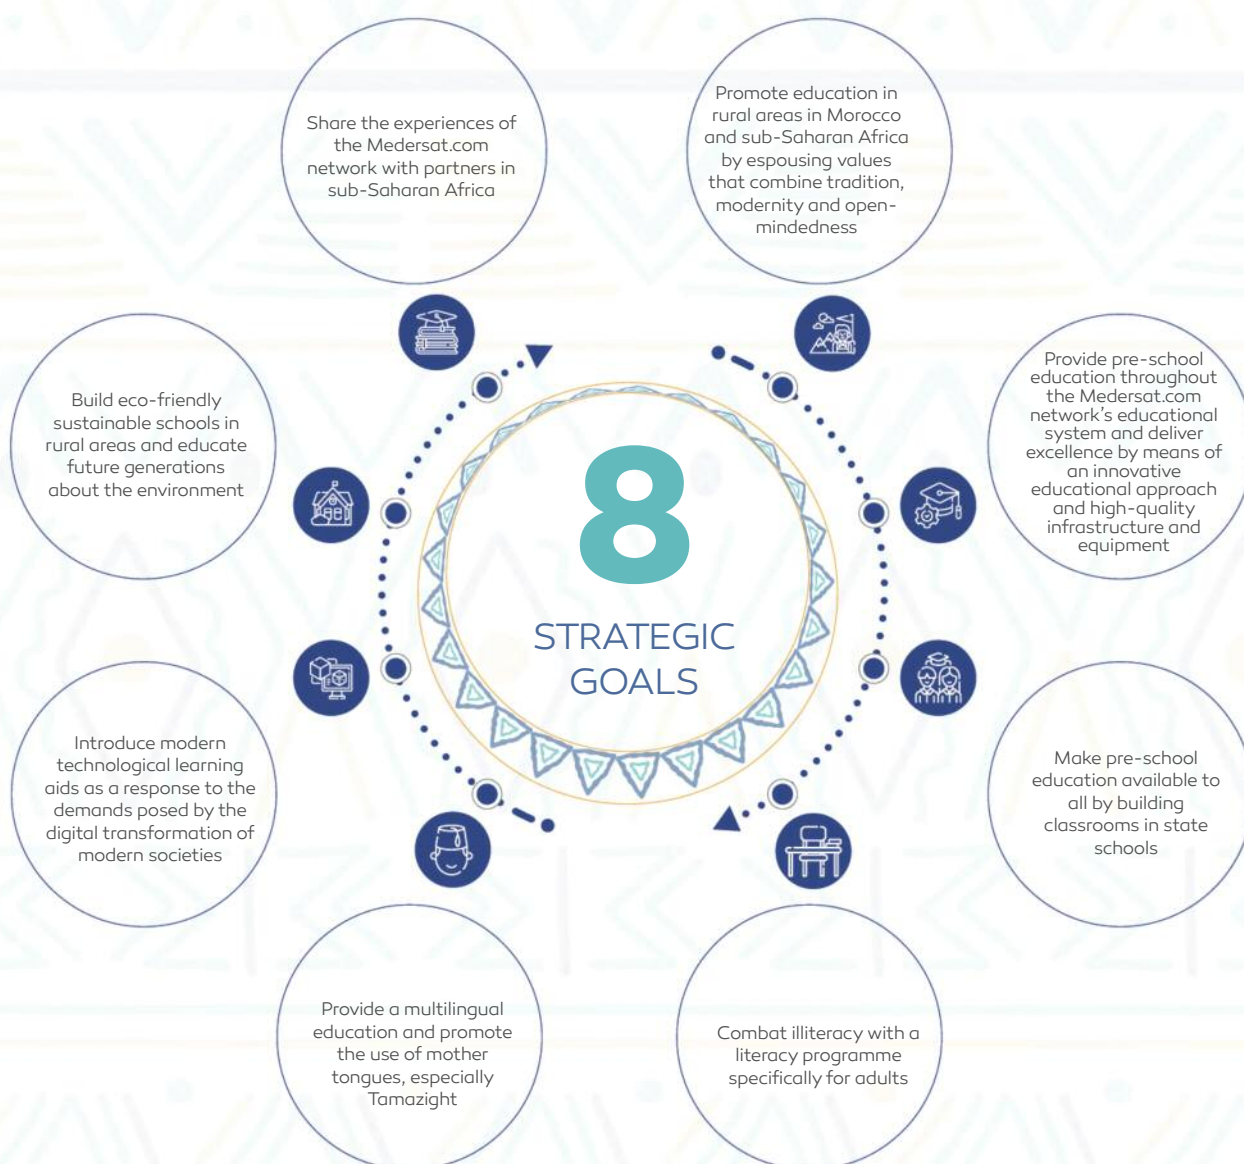 Share the experiences of
the Medersat.com
network with partners in
sub-Saharan Africa
Promote education in
rural areas in Morocco
and sub-Saharan Africa
by espousing values
that combine tradition,
modernity and open-
mindedness
Build eco-friendly
sustainable schools in
rural areas and educate
future generations
about the environment
Provide pre-school
education throughout
the Medersat.com
network's educational
system and deliver
excellence by means of
an innovative
educational approach
and high-quality
infrastructure and
equipment
8
STRATEGIC
GOALS
Introduce modern
technological learning
aids as a response to the
demands posed by the
digital transformation of
modern societies
Make pre-school
education available to
all by building
classrooms in state
schools
Provide a multilingual
education and promote
the use of mother
tongues, especially
Tamazight
Combat illiteracy with a
literacy programme
specifically for adults